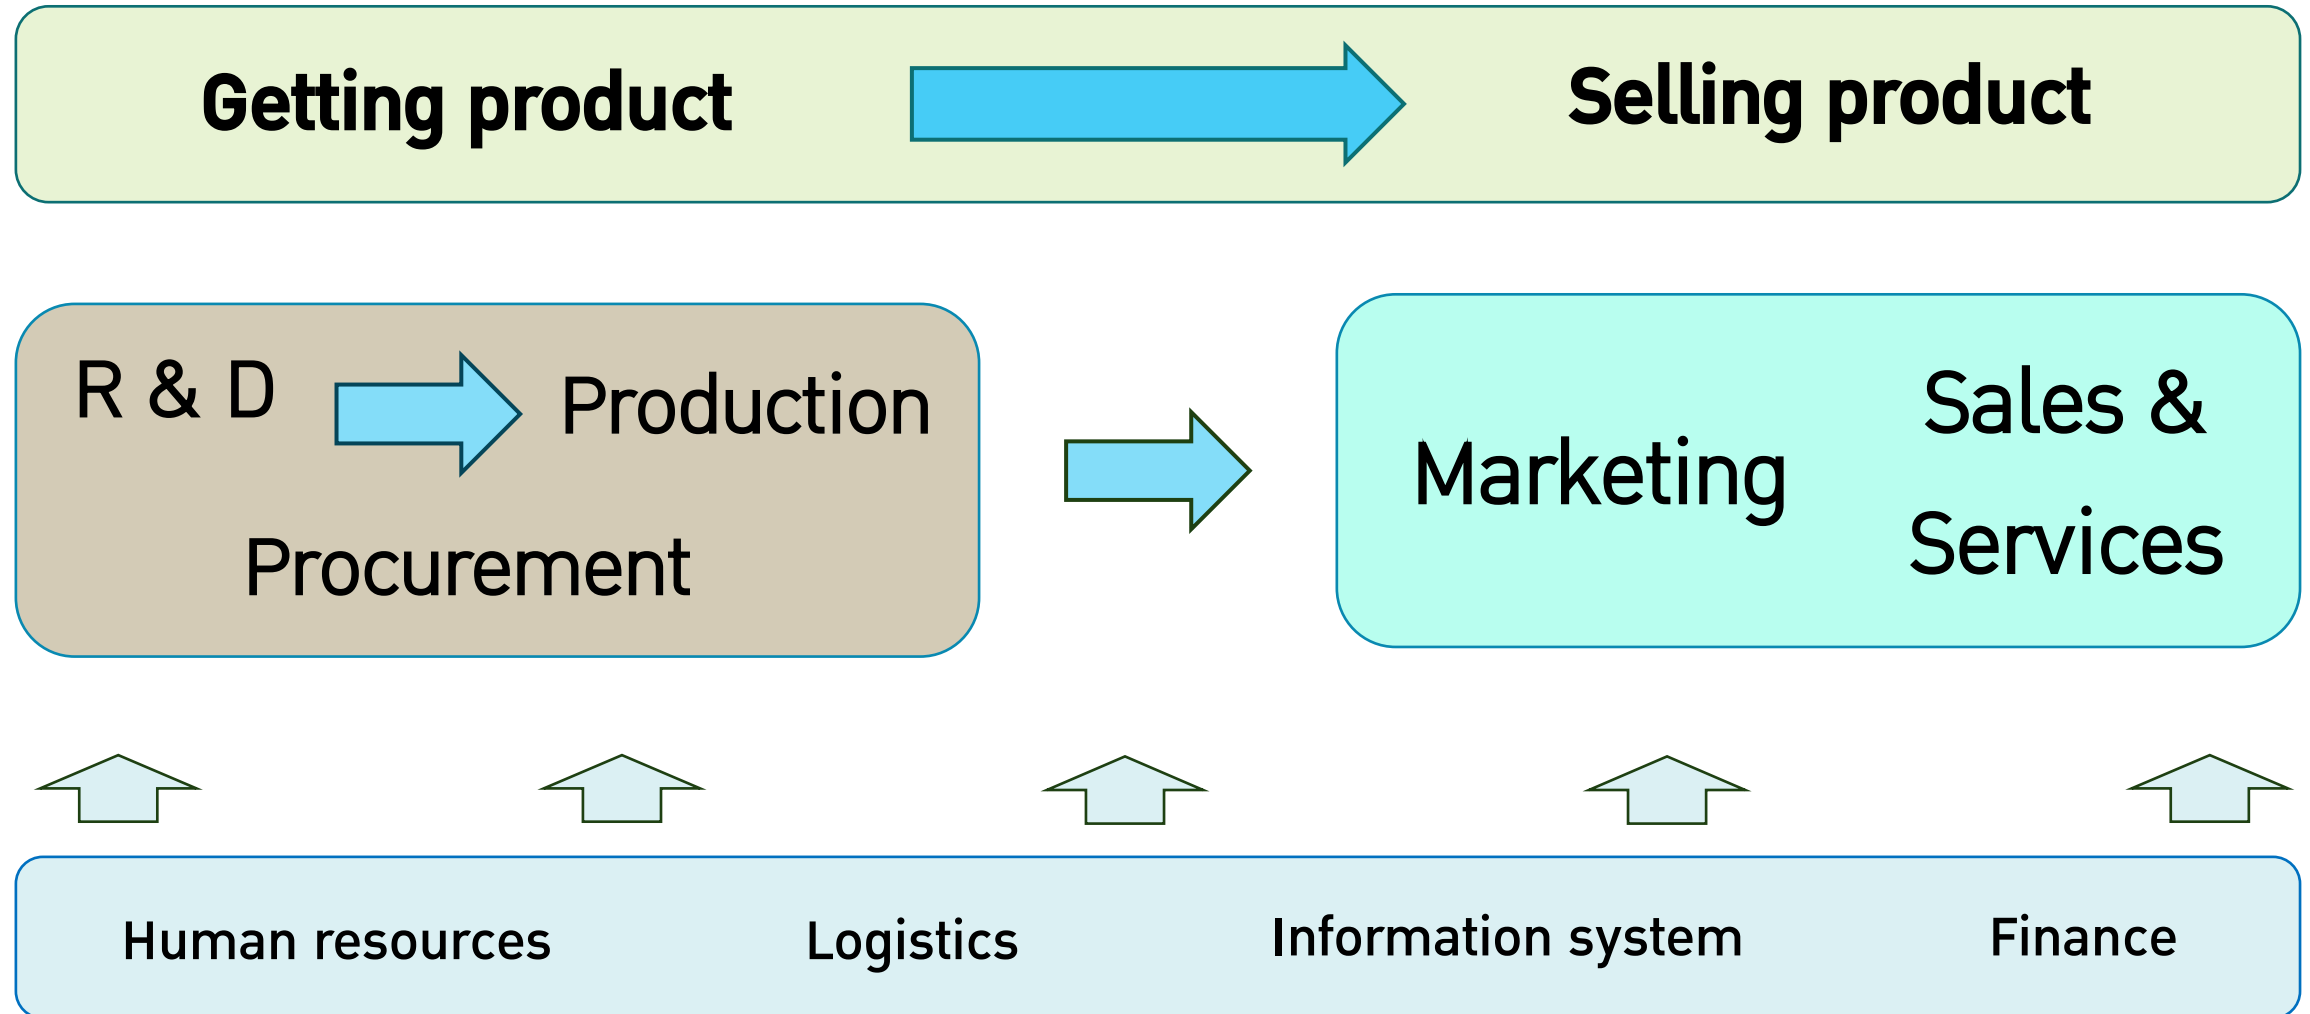 Getting product
Selling product
R & D
Production
Procurement
Marketing
Sales &
Services
Human resources
Logistics
Information system
Finance